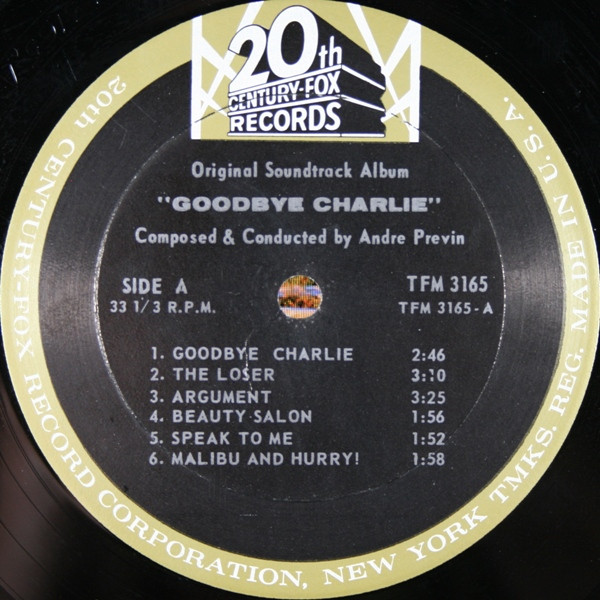 20th
CENTURY-FOX
RECORDS
Original Soundtrack Album
"GOODBYE CHARLIE"
Composed & Conducted by Andre Previn
SIDE A
TFM 3165
33 1/3 R.P.M.
TFM 3165-A
1. GOODBYE CHARLIE 2:46
2. THE LOSER 3:10
3. ARGUMENT 3:25
4. BEAUTY SALON 1:56
5. SPEAK TO ME 1:52
6. MALIBU AND HURRY! 1:58
20th CENTURY-FOX RECORD CORPORATION, NEW YORK TMKS. REG. MADE IN U.S.A.